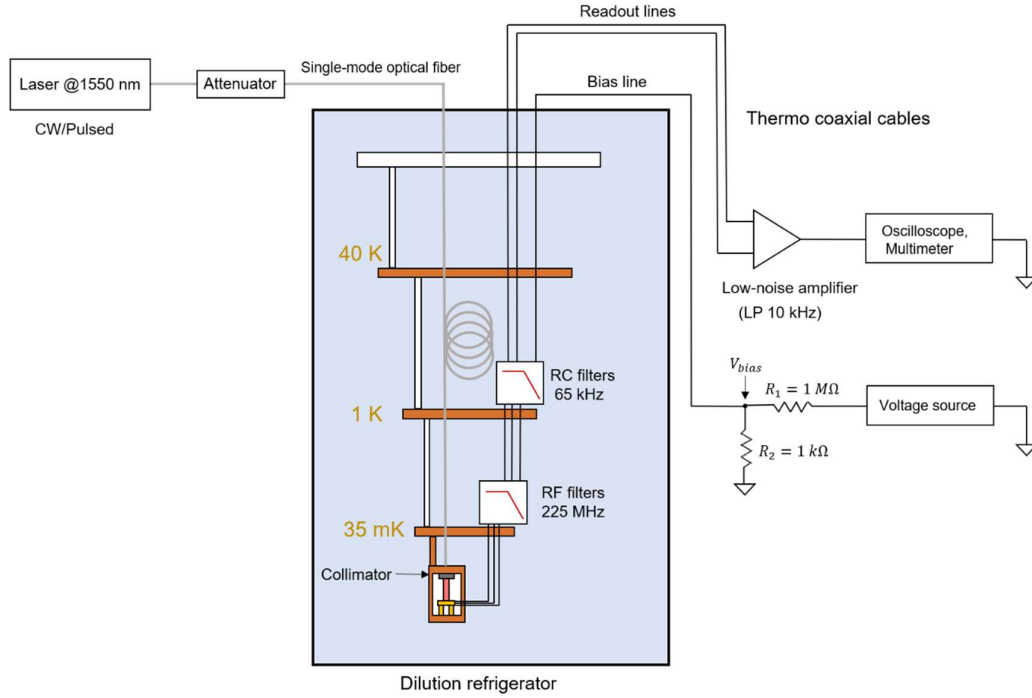 Readout lines
Laser @1550 nm
Attenuator
Single-mode optical fiber
Bias line
CW/Pulsed
Thermo coaxial cables
40 K
Oscilloscope,
Multimeter
Low-noise amplifier
(LP 10 kHz)
RC filters
65 kHz
V_bias
R₁ = 1 MΩ
Voltage source
1 K
R₂ = 1 kΩ
RF filters
225 MHz
35 mK
Collimator
Dilution refrigerator